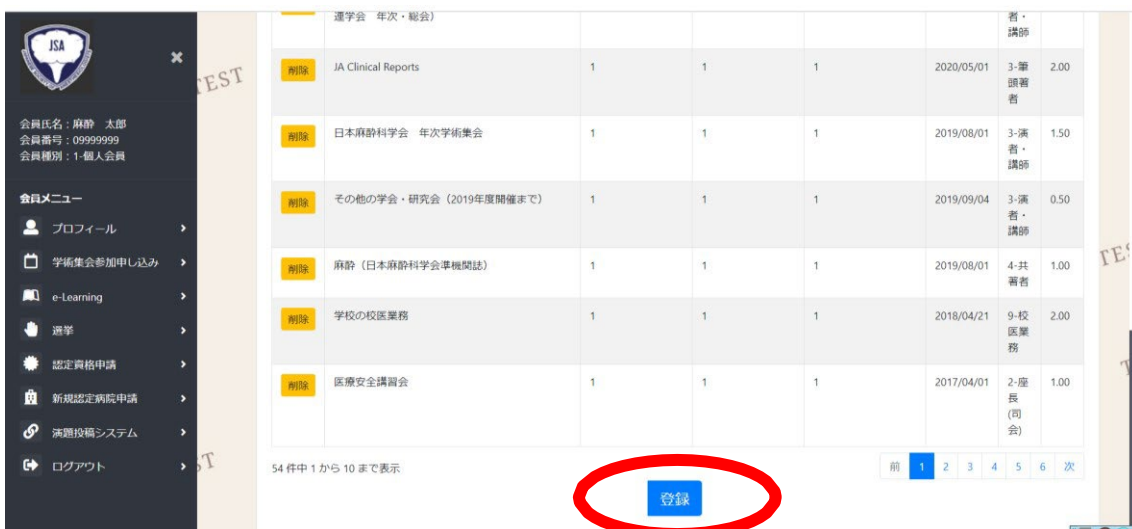 JSA
会員氏名：麻酔　太郎
会員番号：09999999
会員種別：1-個人会員
会員メニュー
プロフィール
学術集会参加申し込み
e-Learning
選挙
認定資格申請
新規認定病院申請
演題投稿システム
ログアウト
TEST
連学会　年次・総会）
者・
講師
削除 JA Clinical Reports 1 1 1 2020/05/01 3-筆 2.00
頭著
者
削除 日本麻酔科学会　年次学術集会 1 1 1 2019/08/01 3-演 1.50
者・
講師
削除 その他の学会・研究会（2019年度開催まで） 1 1 1 2019/09/04 3-演 0.50
者・
講師
削除 麻酔（日本麻酔科学会準機関誌） 1 1 1 2019/08/01 4-共 1.00
著者
削除 学校の校医業務 1 1 1 2018/04/21 9-校 2.00
医業
務
削除 医療安全講習会 1 1 1 2017/04/01 2-座 1.00
長
(司
会)
54 件中 1 から 10 まで表示
前 1 2 3 4 5 6 次
登録